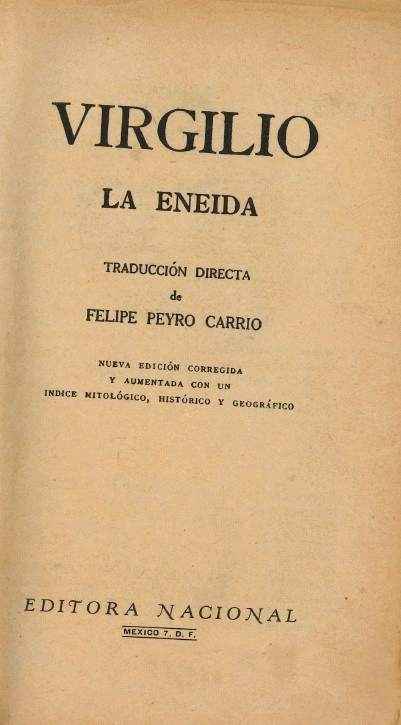 VIRGILIO
LA ENEIDA
TRADUCCIÓN DIRECTA
de
FELIPE PEYRO CARRIO
NUEVA EDICIÓN CORREGIDA
Y AUMENTADA CON UN
INDICE MITOLÓGICO, HISTÓRICO Y GEOGRÁFICO
EDITORA NACIONAL
MEXICO 7. D. F.